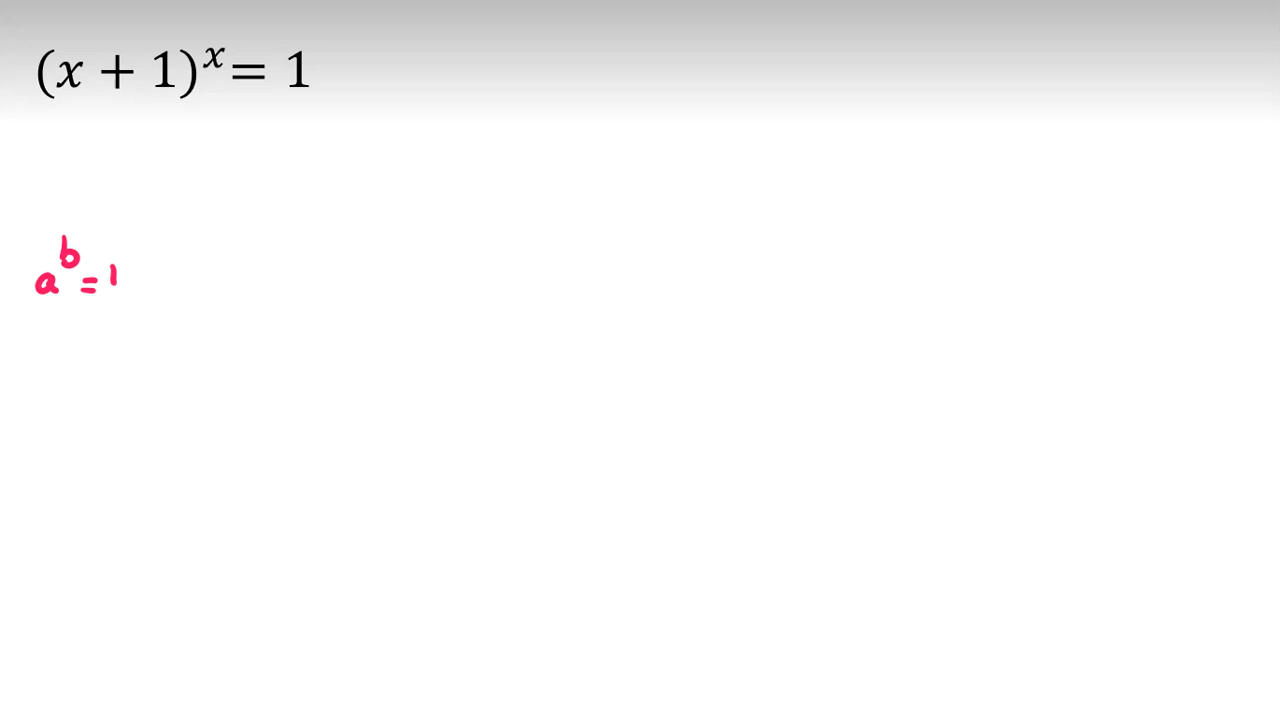 (x + 1)^x = 1
a^b = 1